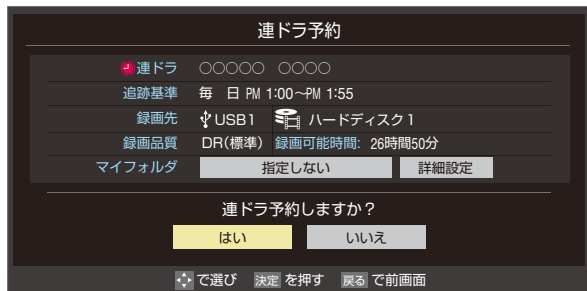 連ドラ予約
連ドラ ○○○○○ ○○○○
追跡基準 毎 日 PM 1:00~PM 1:55
録画先 USB1 ハードディスク1
録画品質 DR(標準) 録画可能時間: 26時間50分
マイフォルダ 指定しない 詳細設定
連ドラ予約しますか？
はい いいえ
で選び 決定 を押す 戻る で前画面